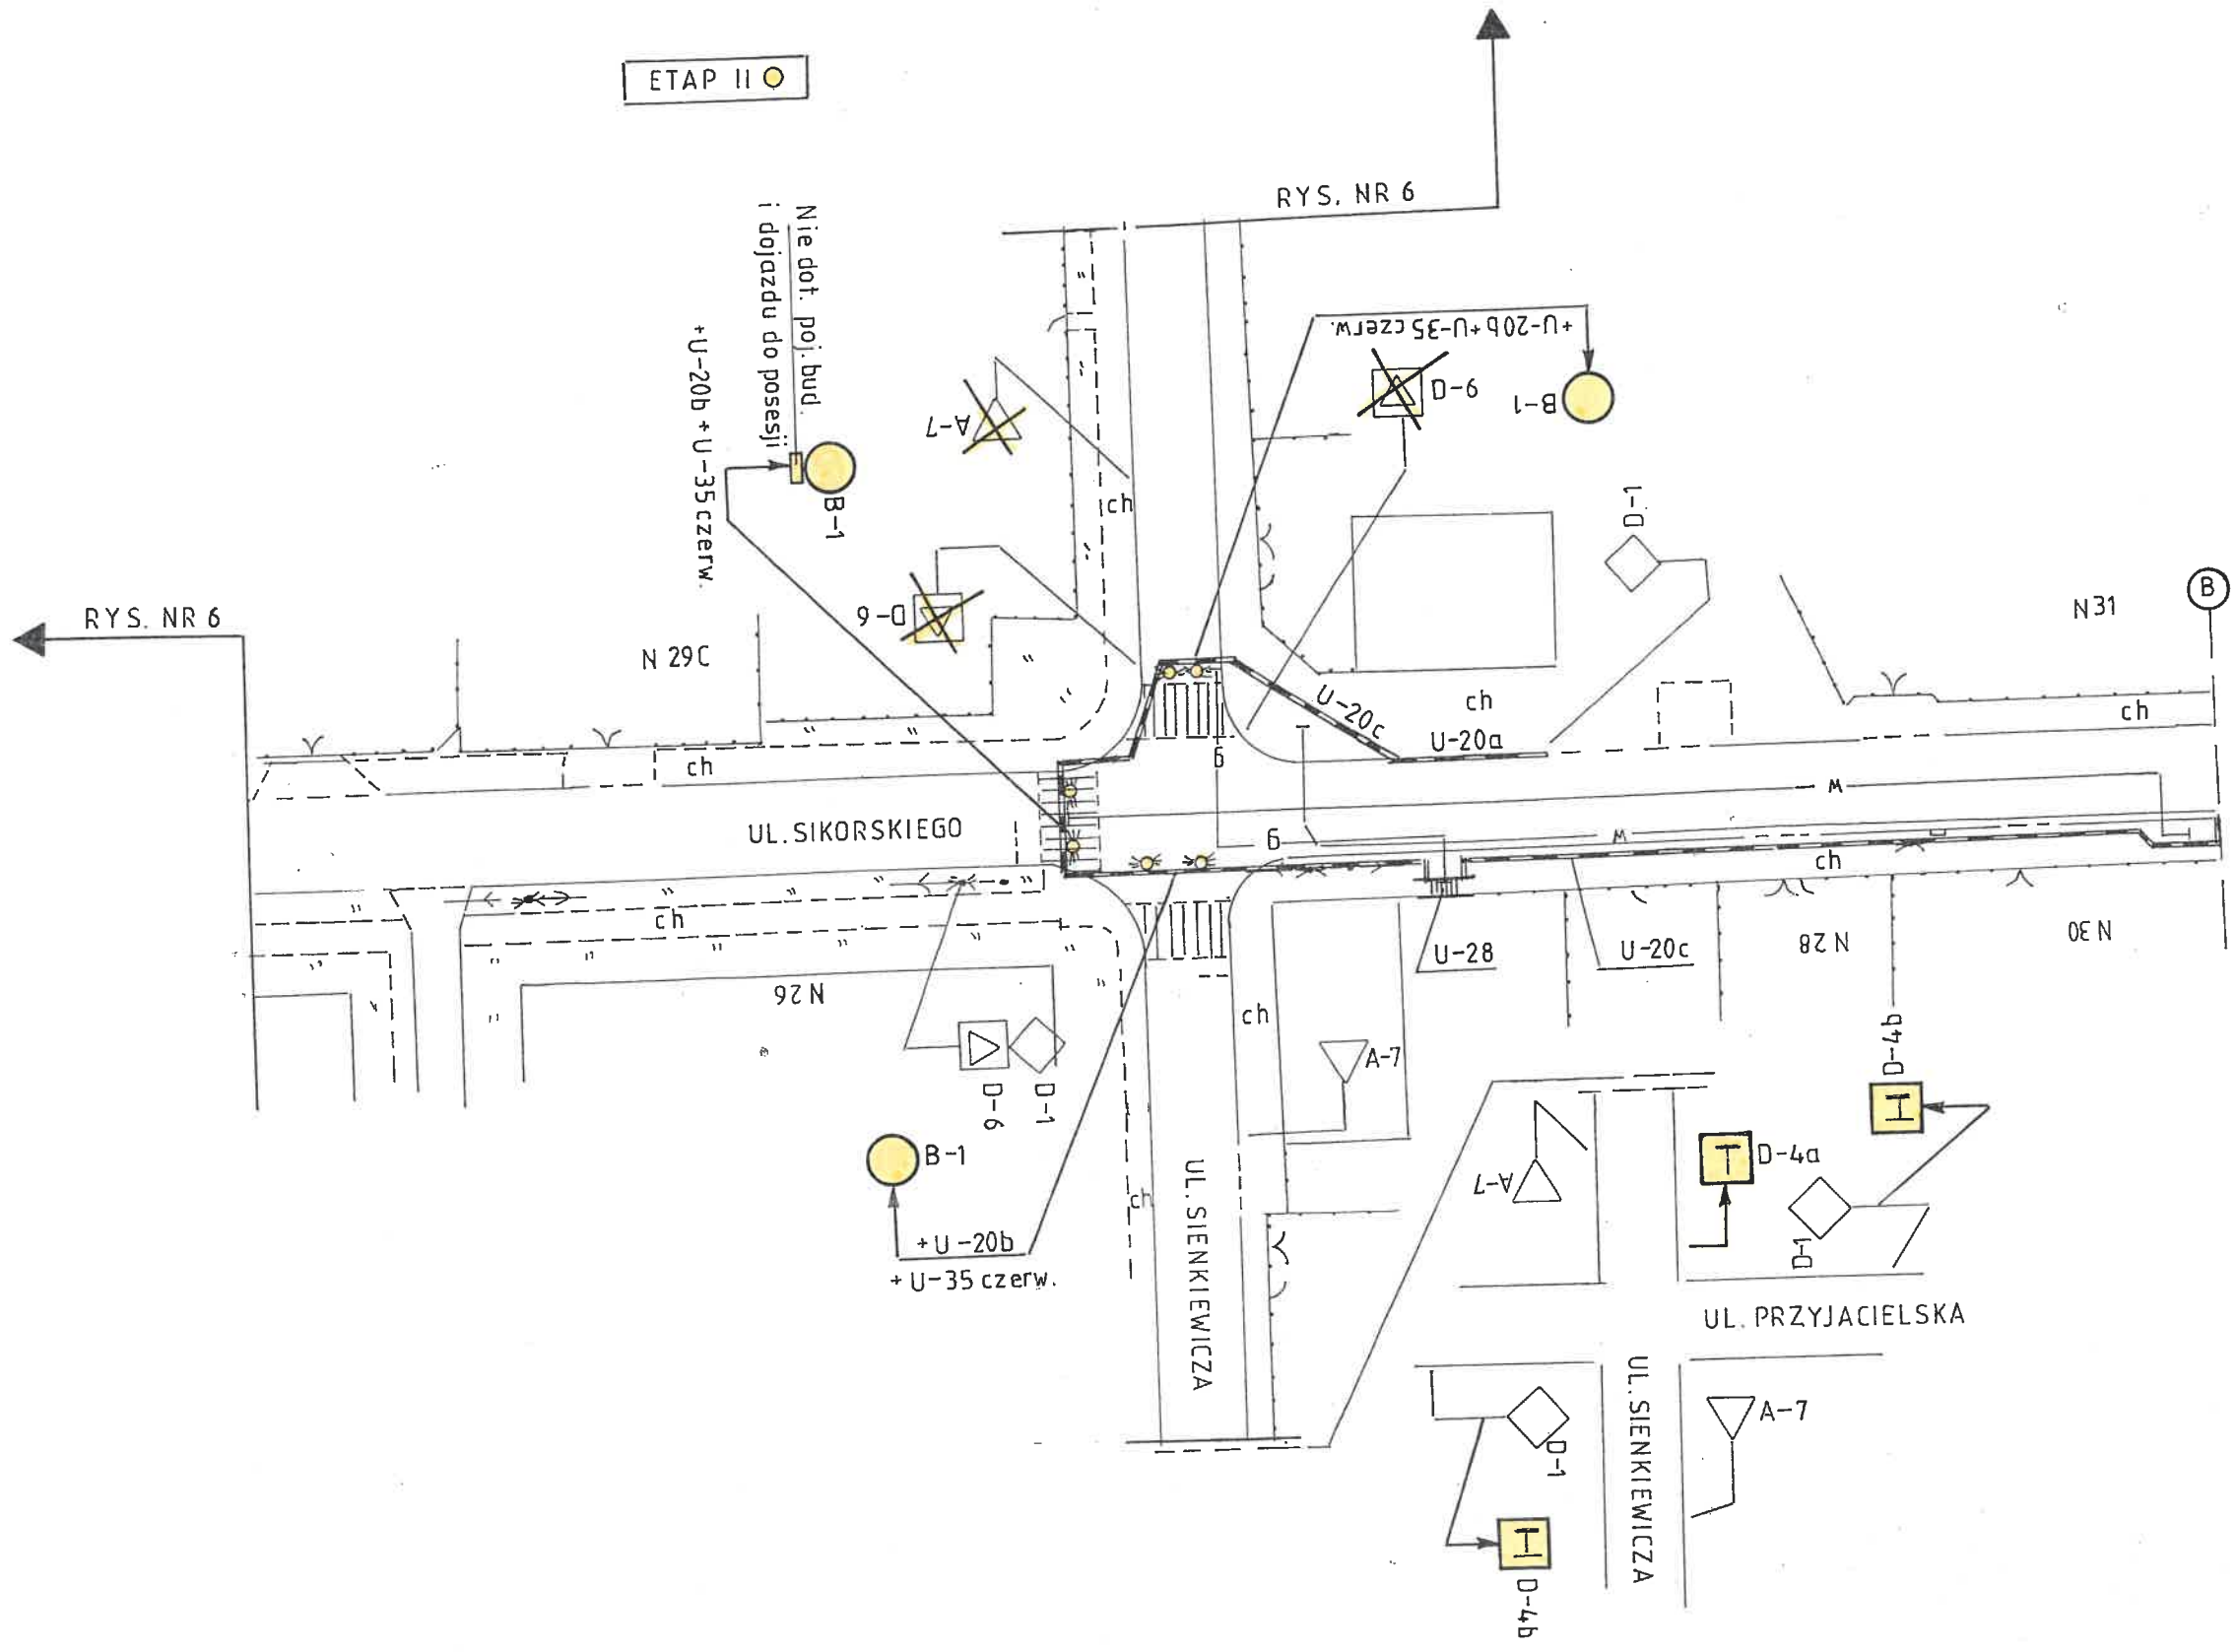 ETAP II
RYS. NR 6
Nie dot. poj. bud.
i dojazdu do posesji
+U-20b + U-35 czerw.
B-1
A-7
D-6
+U-20b+U-35 czerw.
D-6
B-1
D-1
ch
RYS. NR 6
N 29C
N31
B
U-20c
ch
U-20a
ch
ch
g
w
UL. SIKORSKIEGO
g
w
ch
ch
N 26
U-28
U-20c
N 28
N 30
ch
A-7
D-6
D-1
B-1
+U-20b
+ U-35 czerw.
ch
UL. SIENKIEWICZA
D-4b
D-4a
A-7
D-1
UL. PRZYJACIELSKA
UL. SIENKIEWICZA
A-7
D-1
D-4b